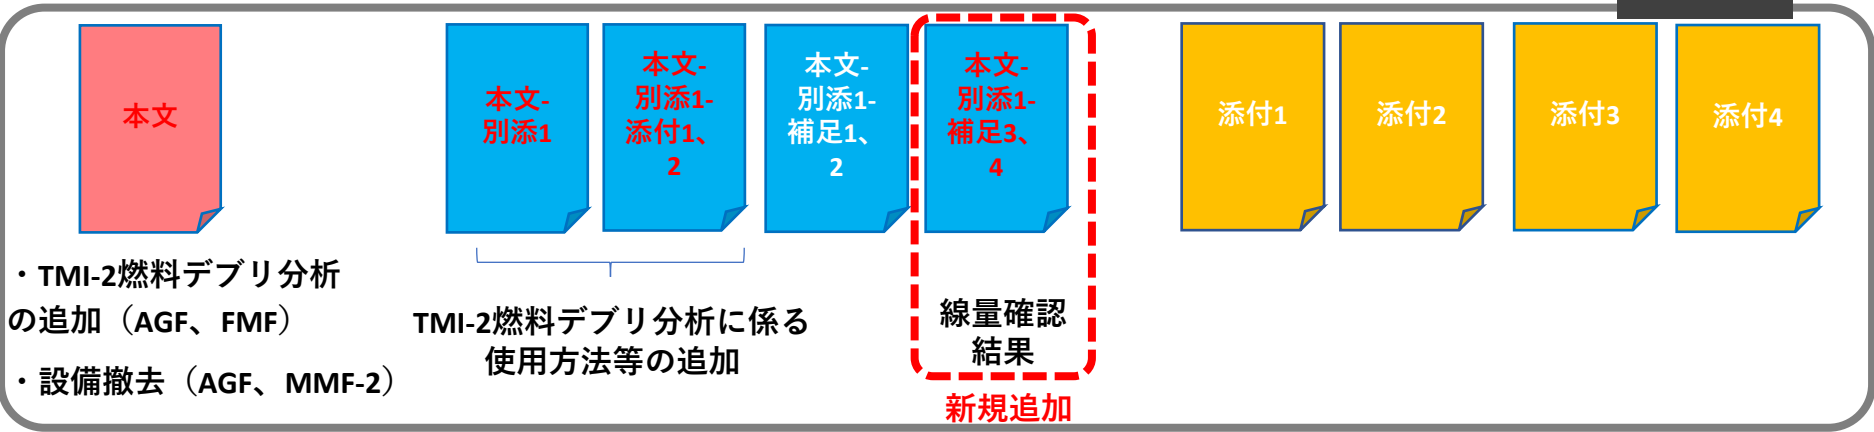 本文
本文-
別添1
本文-
別添1-
添付1、
2
本文-
別添1-
補足1、
2
本文-
別添1-
補足3、
4
添付1
添付2
添付3
添付4
・TMI-2燃料デブリ分析
の追加（AGF、FMF）
・設備撤去（AGF、MMF-2）
TMI-2燃料デブリ分析に係る
使用方法等の追加
線量確認
結果
新規追加